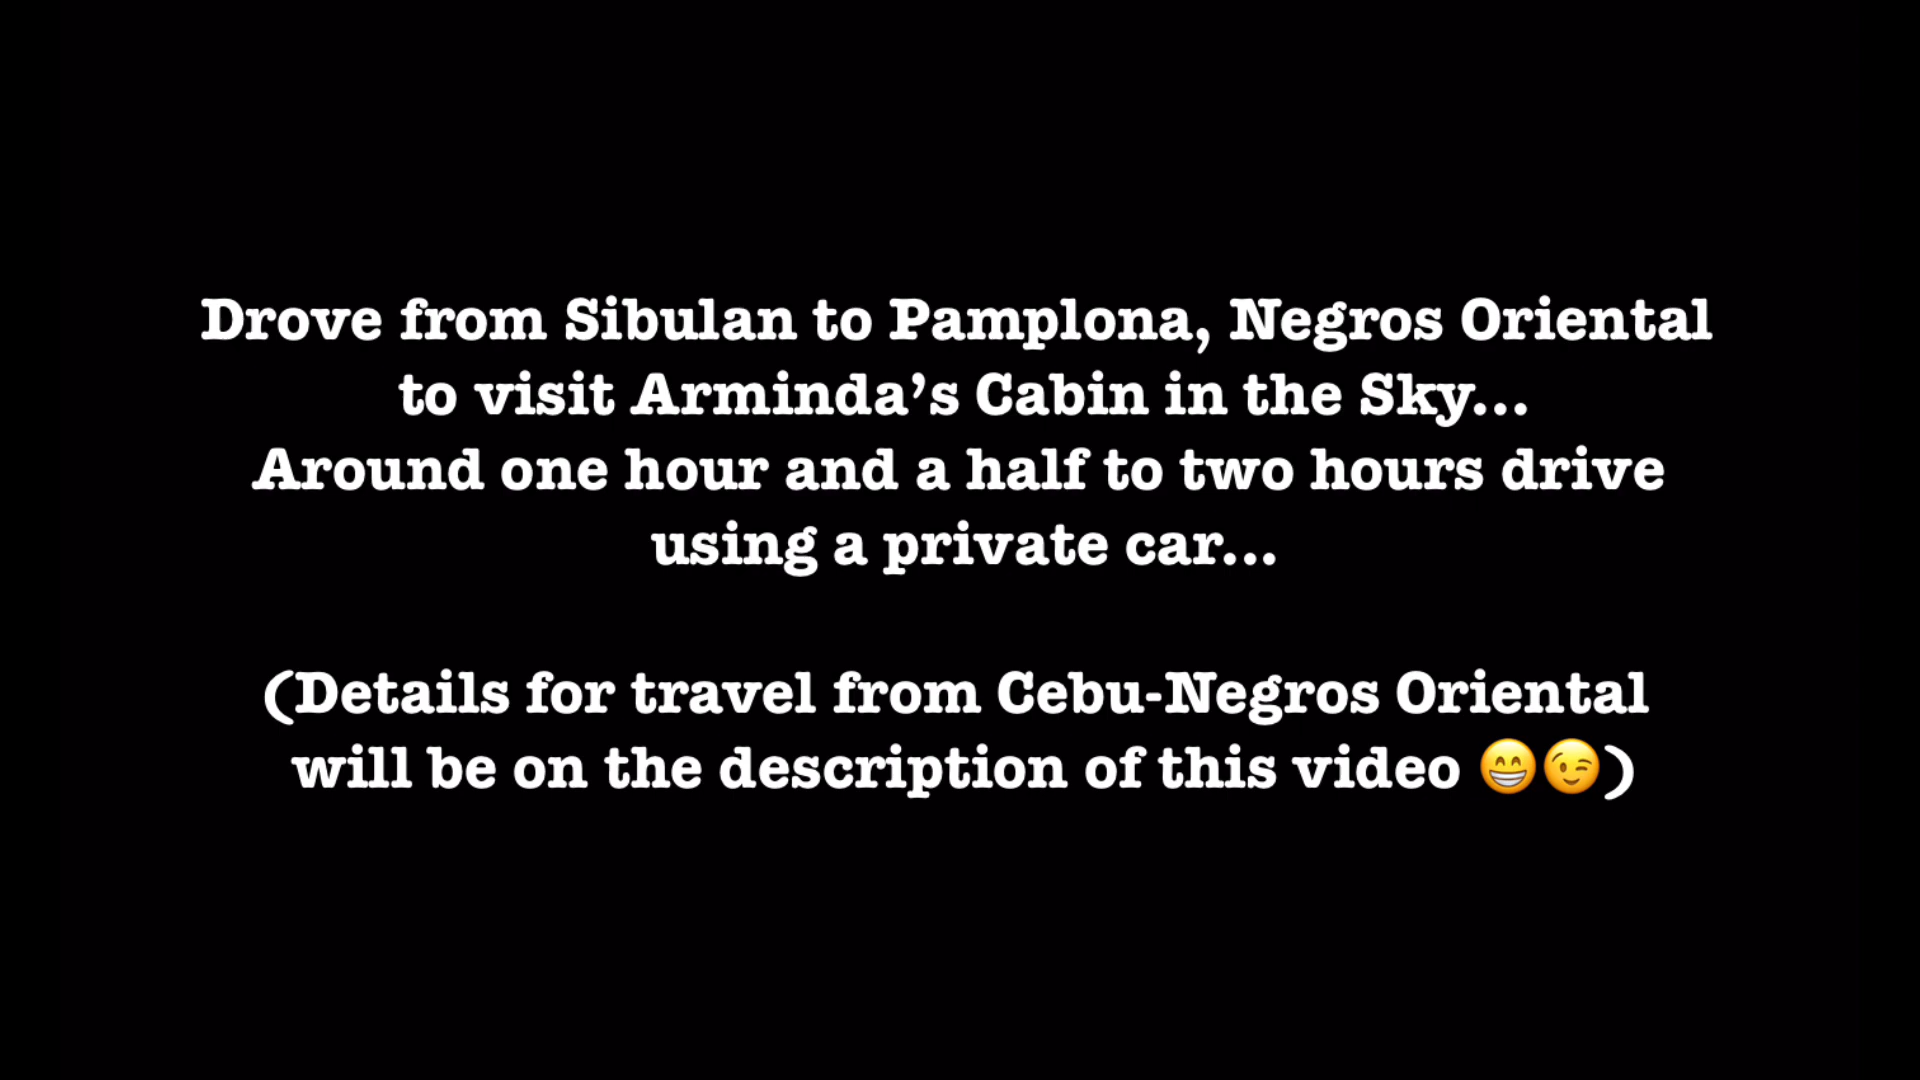 Drove from Sibulan to Pamplona, Negros Oriental
to visit Arminda’s Cabin in the Sky...
Around one hour and a half to two hours drive
using a private car...
(Details for travel from Cebu-Negros Oriental
will be on the description of this video 😁😉)